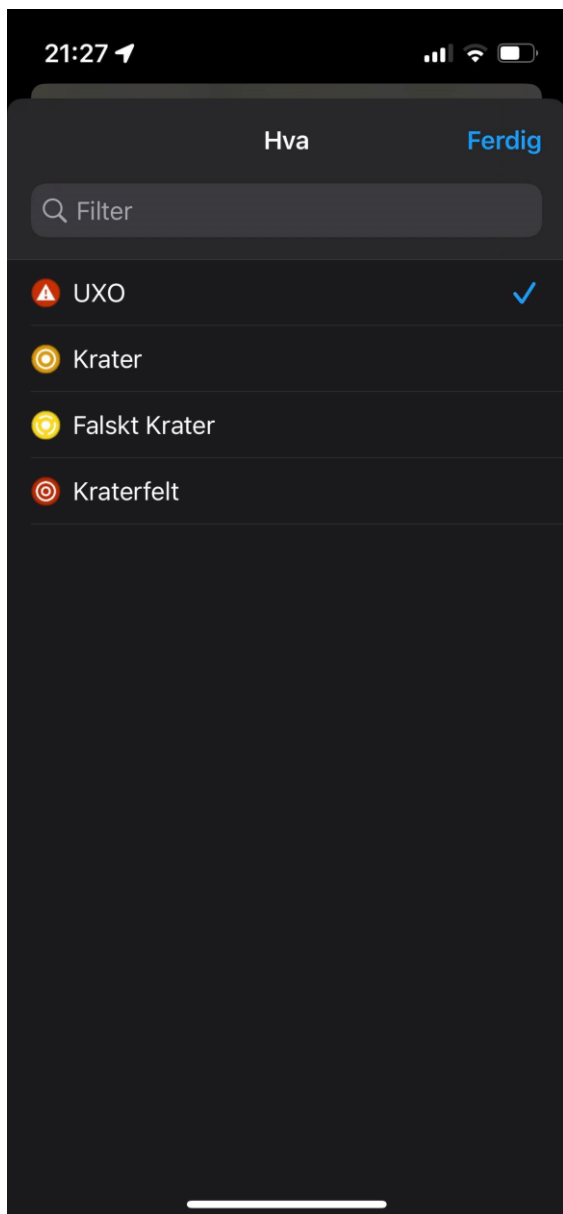 21:27
Hva
Ferdig
Filter
UXO
Krater
Falskt Krater
Kraterfelt